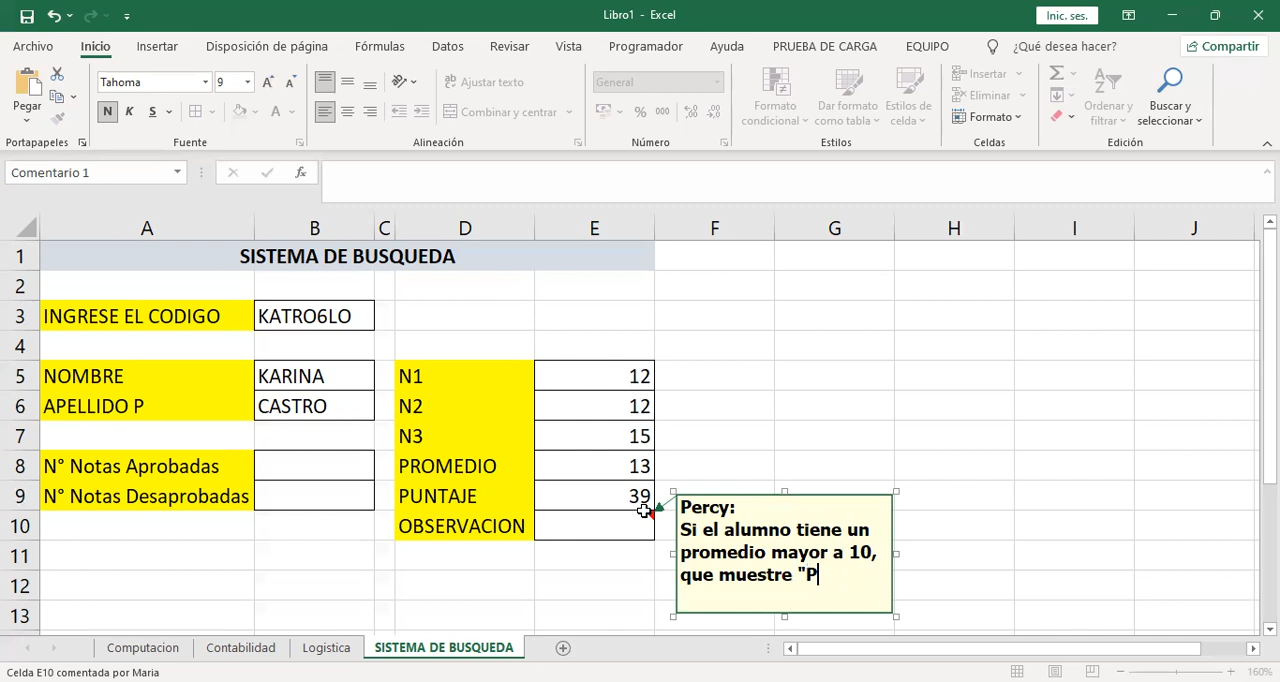 Libro1 - Excel
Inic. ses.
Archivo Inicio Insertar Disposición de página Fórmulas Datos Revisar Vista Programador Ayuda PRUEBA DE CARGA EQUIPO ¿Qué desea hacer? Compartir
Pegar
Portapapeles
Tahoma 9
N K S
Fuente
Ajustar texto
Combinar y centrar
Alineación
General
% 000
Número
Formato condicional
Dar formato como tabla
Estilos de celda
Estilos
Insertar
Eliminar
Formato
Celdas
Ordenar y filtrar
Buscar y seleccionar
Edición
Comentario 1
fx
A B C D E F G H I J
1 SISTEMA DE BUSQUEDA
2
3 INGRESE EL CODIGO KATRO6LO
4
5 NOMBRE KARINA N1 12
6 APELLIDO P CASTRO N2 12
7 N3 15
8 N° Notas Aprobadas PROMEDIO 13
9 N° Notas Desaprobadas PUNTAJE 39
10 OBSERVACION
11
12
13
Percy:
Si el alumno tiene un
promedio mayor a 10,
que muestre "P
Computacion Contabilidad Logistica SISTEMA DE BUSQUEDA
Celda E10 comentada por Maria
160%